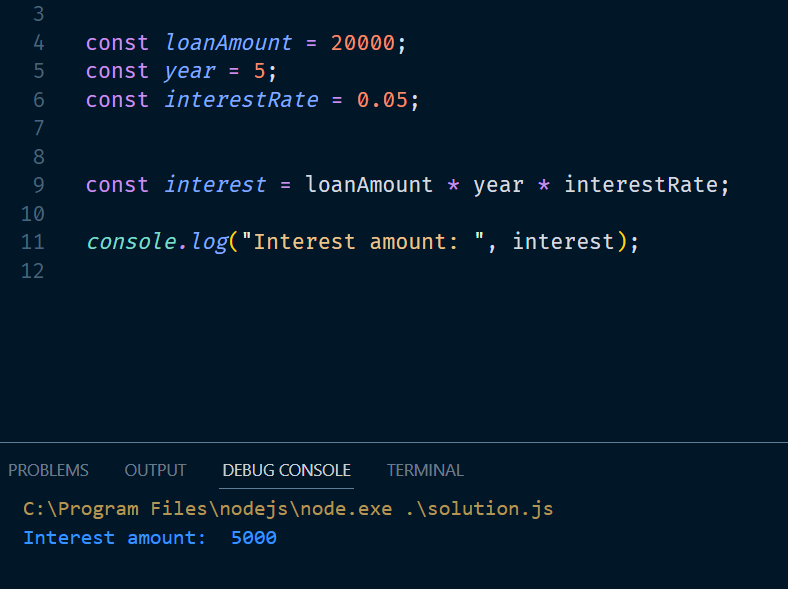 3
4 const loanAmount = 20000;
5 const year = 5;
6 const interestRate = 0.05;
7
8
9 const interest = loanAmount * year * interestRate;
10
11 console.log("Interest amount: ", interest);
12
PROBLEMS OUTPUT DEBUG CONSOLE TERMINAL
C:\Program Files\nodejs\node.exe .\solution.js
Interest amount:  5000